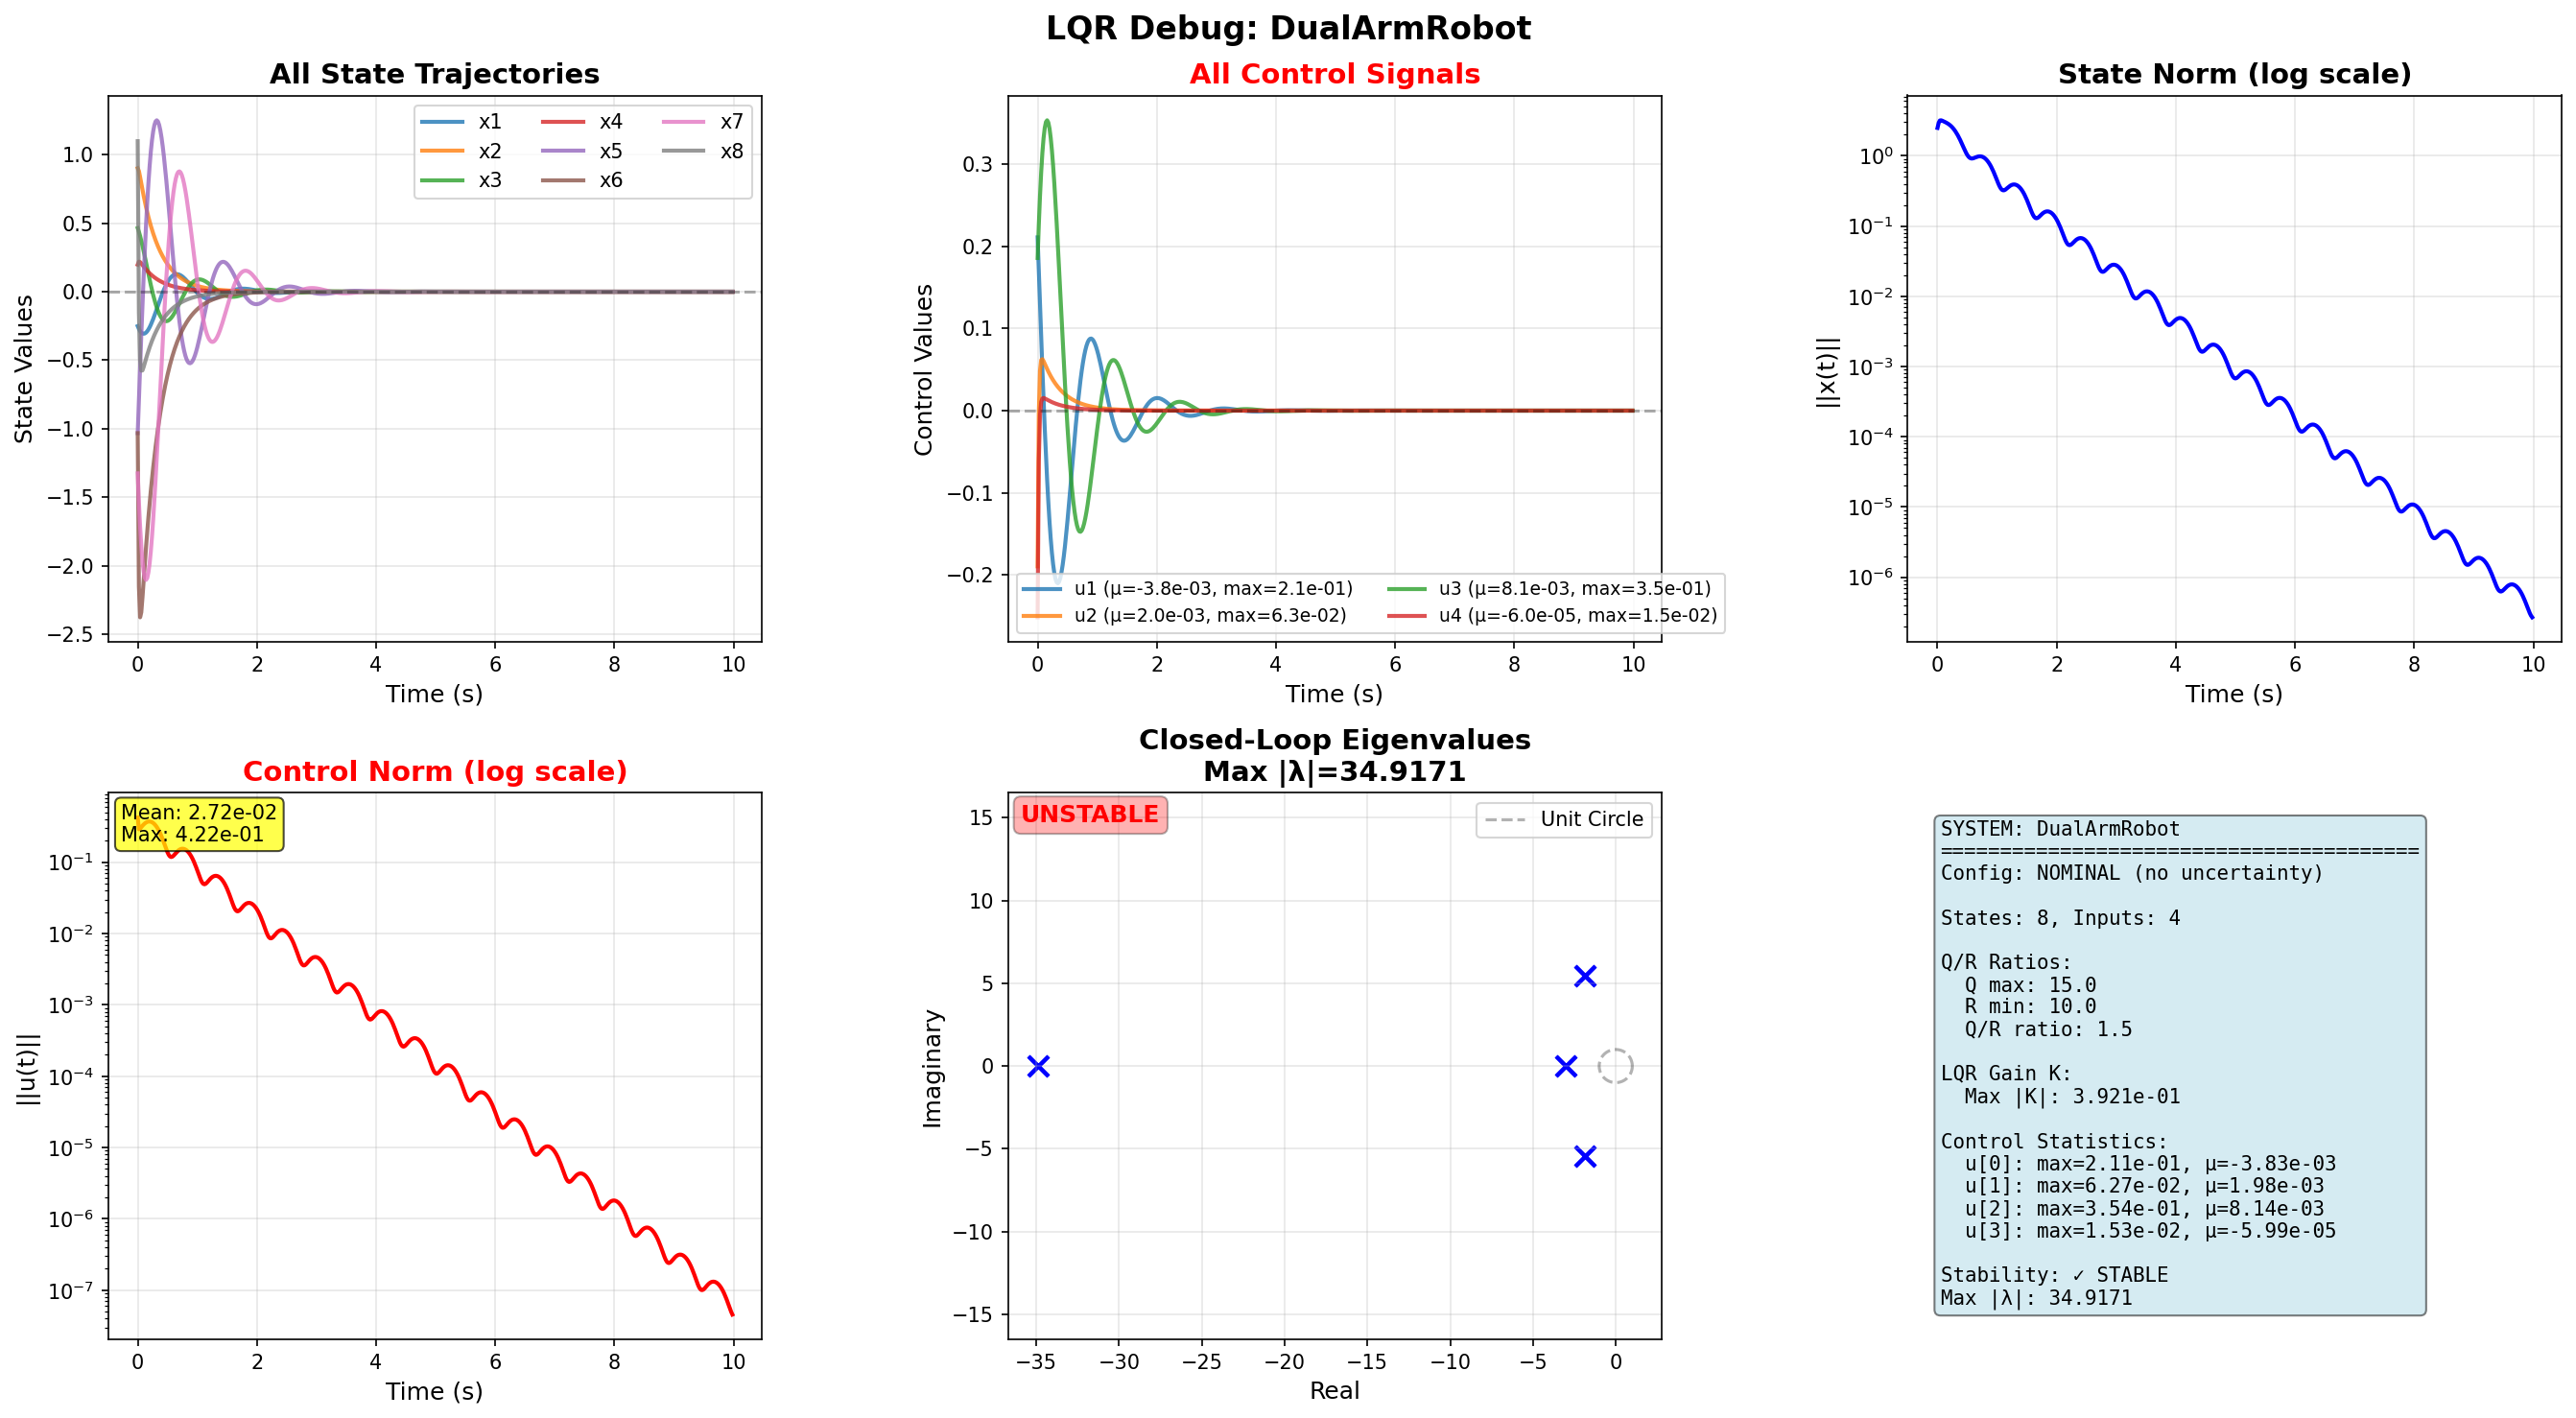 LQR Debug: DualArmRobot
All State Trajectories
State Values
1.0
0.5
0.0
−0.5
−1.0
−1.5
−2.0
−2.5
x1
x2
x3
x4
x5
x6
x7
x8
0 2 4 6 8 10
Time (s)
All Control Signals
Control Values
0.3
0.2
0.1
0.0
−0.1
−0.2
u1 (μ=-3.8e-03, max=2.1e-01)
u2 (μ=2.0e-03, max=6.3e-02)
u3 (μ=8.1e-03, max=3.5e-01)
u4 (μ=-6.0e-05, max=1.5e-02)
0 2 4 6 8 10
Time (s)
State Norm (log scale)
||x(t)||
10⁰
10⁻¹
10⁻²
10⁻³
10⁻⁴
10⁻⁵
10⁻⁶
0 2 4 6 8 10
Time (s)
Control Norm (log scale)
Mean: 2.72e-02
Max: 4.22e-01
||u(t)||
10⁻¹
10⁻²
10⁻³
10⁻⁴
10⁻⁵
10⁻⁶
10⁻⁷
0 2 4 6 8 10
Time (s)
Closed-Loop Eigenvalues
Max |λ|=34.9171
UNSTABLE
Unit Circle
Imaginary
15
10
5
0
−5
−10
−15
−35 −30 −25 −20 −15 −10 −5 0
Real
SYSTEM: DualArmRobot
========================================
Config: NOMINAL (no uncertainty)
States: 8, Inputs: 4
Q/R Ratios:
Q max: 15.0
R min: 10.0
Q/R ratio: 1.5
LQR Gain K:
Max |K|: 3.921e-01
Control Statistics:
u[0]: max=2.11e-01, μ=-3.83e-03
u[1]: max=6.27e-02, μ=1.98e-03
u[2]: max=3.54e-01, μ=8.14e-03
u[3]: max=1.53e-02, μ=-5.99e-05
Stability: ✓ STABLE
Max |λ|: 34.9171